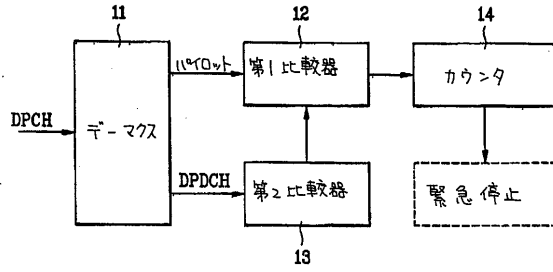 11
12
14
DPCH
デーマクス
パイロット
第1比較器
カウンタ
DPDCH
第2比較器
緊急停止
13